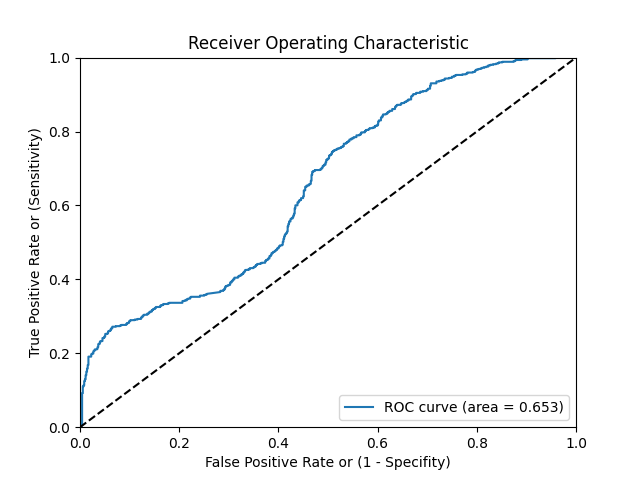 Receiver Operating Characteristic
True Positive Rate or (Sensitivity)
1.0
0.8
0.6
0.4
0.2
0.0
ROC curve (area = 0.653)
0.0 0.2 0.4 0.6 0.8 1.0
False Positive Rate or (1 - Specifity)